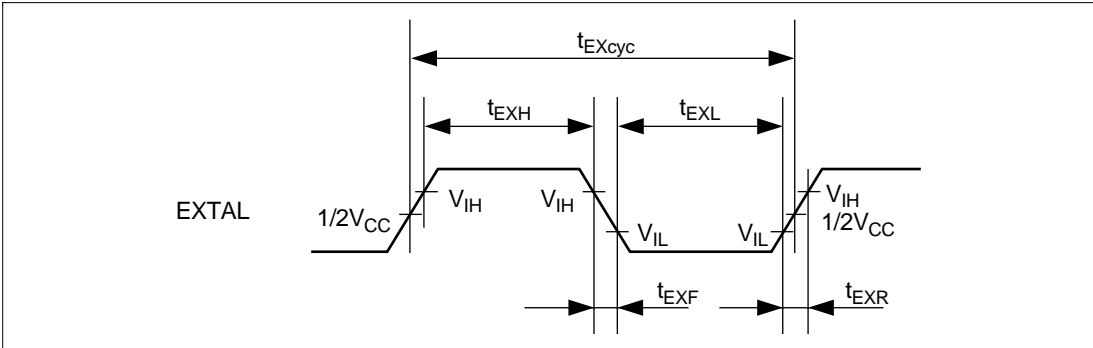 tEXcyc
tEXH
tEXL
EXTAL
1/2VCC
VIH
VIH
VIL
VIL
VIH
1/2VCC
tEXF
tEXR